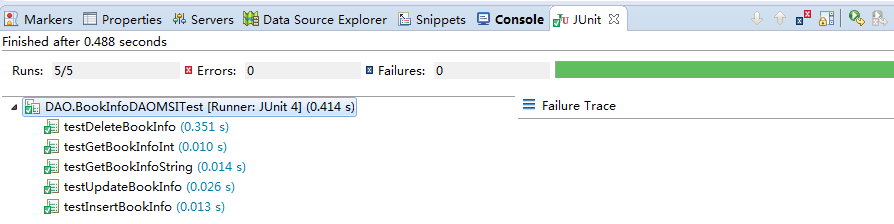 Markers Properties Servers Data Source Explorer Snippets Console JUnit
Finished after 0.488 seconds
Runs: 5/5 Errors: 0 Failures: 0
DAO.BookInfoDAOMSITest [Runner: JUnit 4] (0.414 s) Failure Trace
testDeleteBookInfo (0.351 s)
testGetBookInfoInt (0.010 s)
testGetBookInfoString (0.014 s)
testUpdateBookInfo (0.026 s)
testInsertBookInfo (0.013 s)